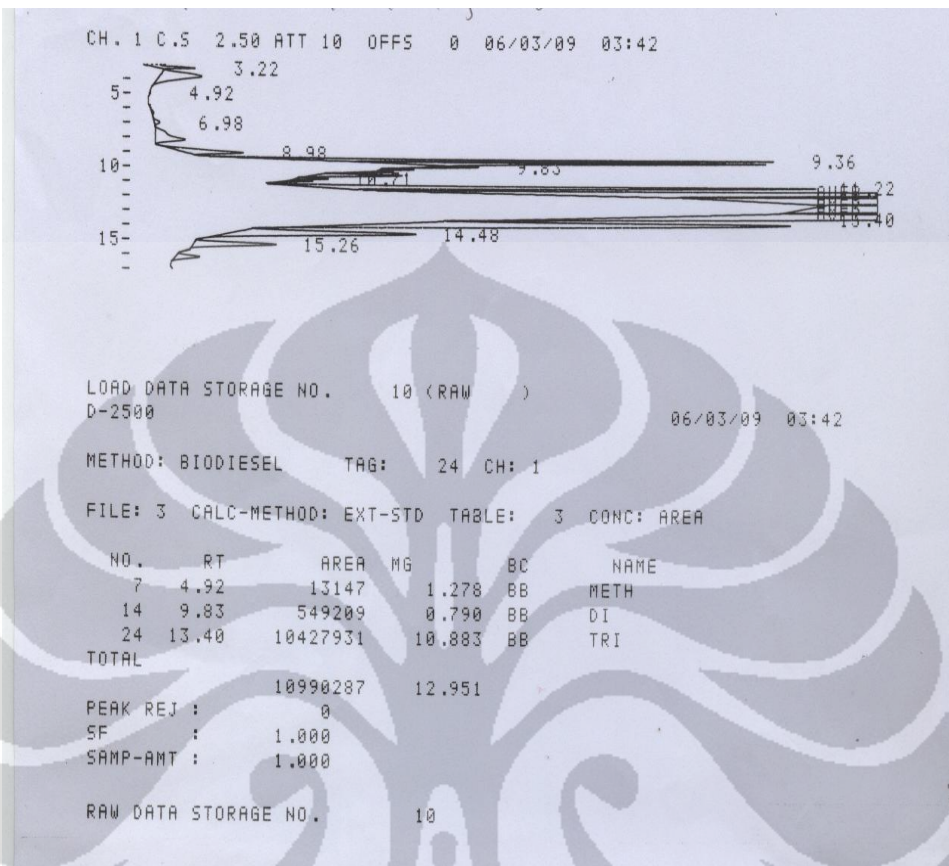 CH. 1 C.S 2.50 ATT 10 OFFS 0 06/03/09 03:42
3.22
5-
4.92
6.98
8.98
10-
9.36
9.83
10.71
15-
14.48
15.26
LOAD DATA STORAGE NO. 10 (RAW )
D-2500 06/03/09 03:42
METHOD: BIODIESEL TAG: 24 CH: 1
FILE: 3 CALC-METHOD: EXT-STD TABLE: 3 CONC: AREA
NO. RT AREA MG BC NAME
7 4.92 13147 1.278 BB METH
14 9.83 549209 0.790 BB DI
24 13.40 10427931 10.883 BB TRI
TOTAL
10990287 12.951
PEAK REJ : 0
SF : 1.000
SAMP-AMT : 1.000
RAW DATA STORAGE NO. 10